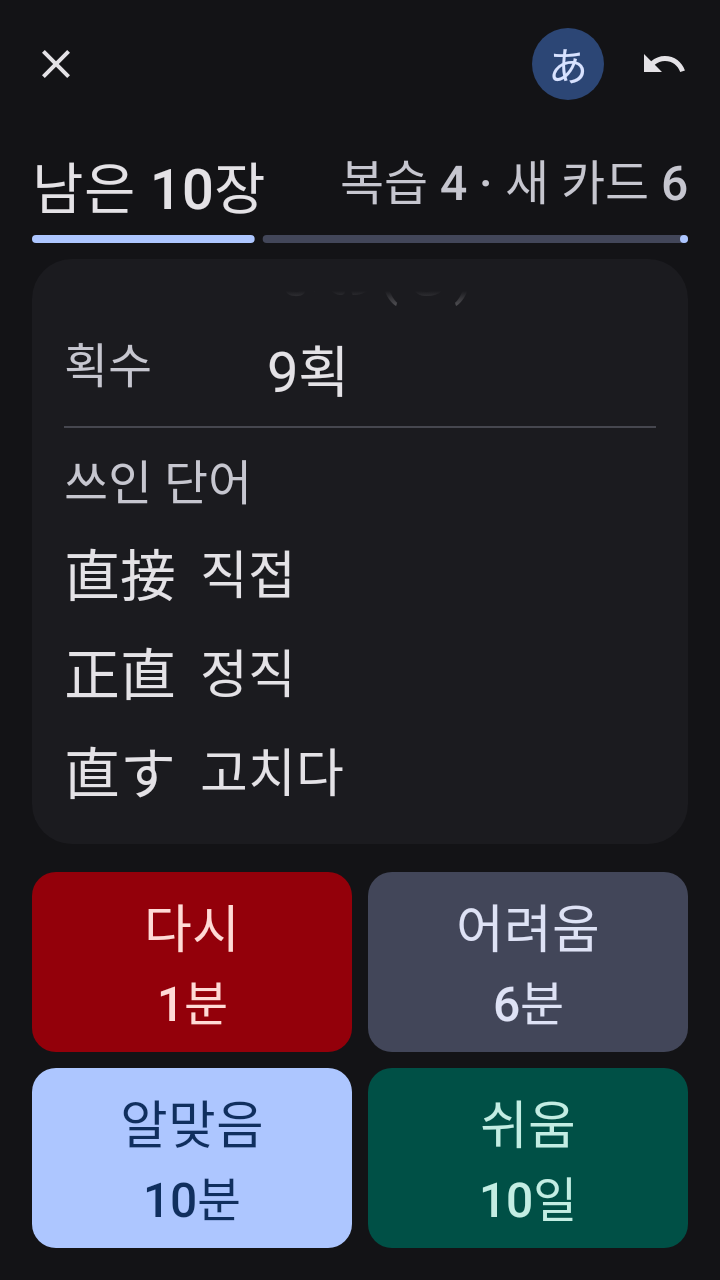 あ
남은 10장
복습 4 · 새 카드 6
획수 9획
쓰인 단어
直接 직접
正直 정직
直す 고치다
다시
1분
어려움
6분
알맞음
10분
쉬움
10일